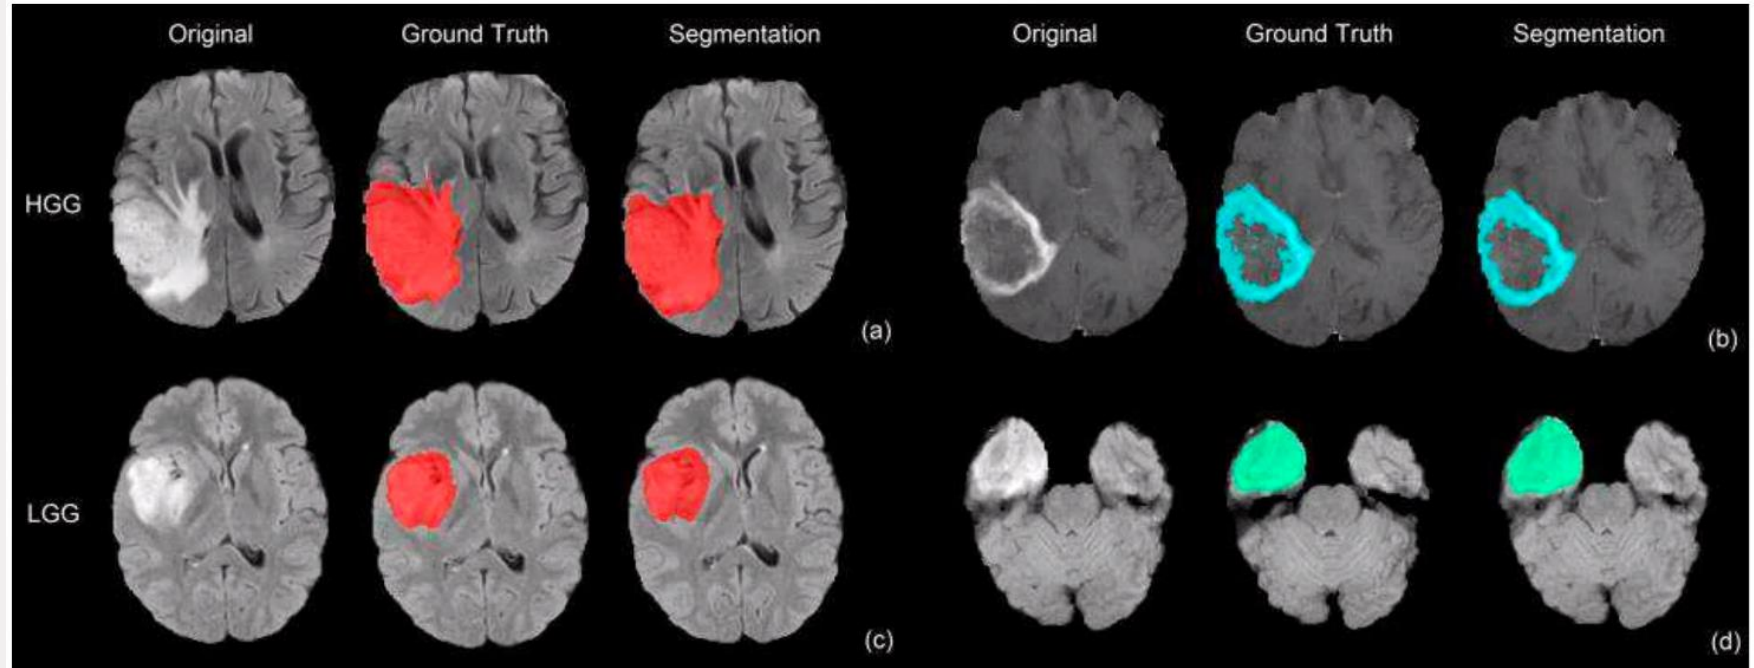 Original Ground Truth Segmentation Original Ground Truth Segmentation
HGG
(a)
(b)
LGG
(c)
(d)